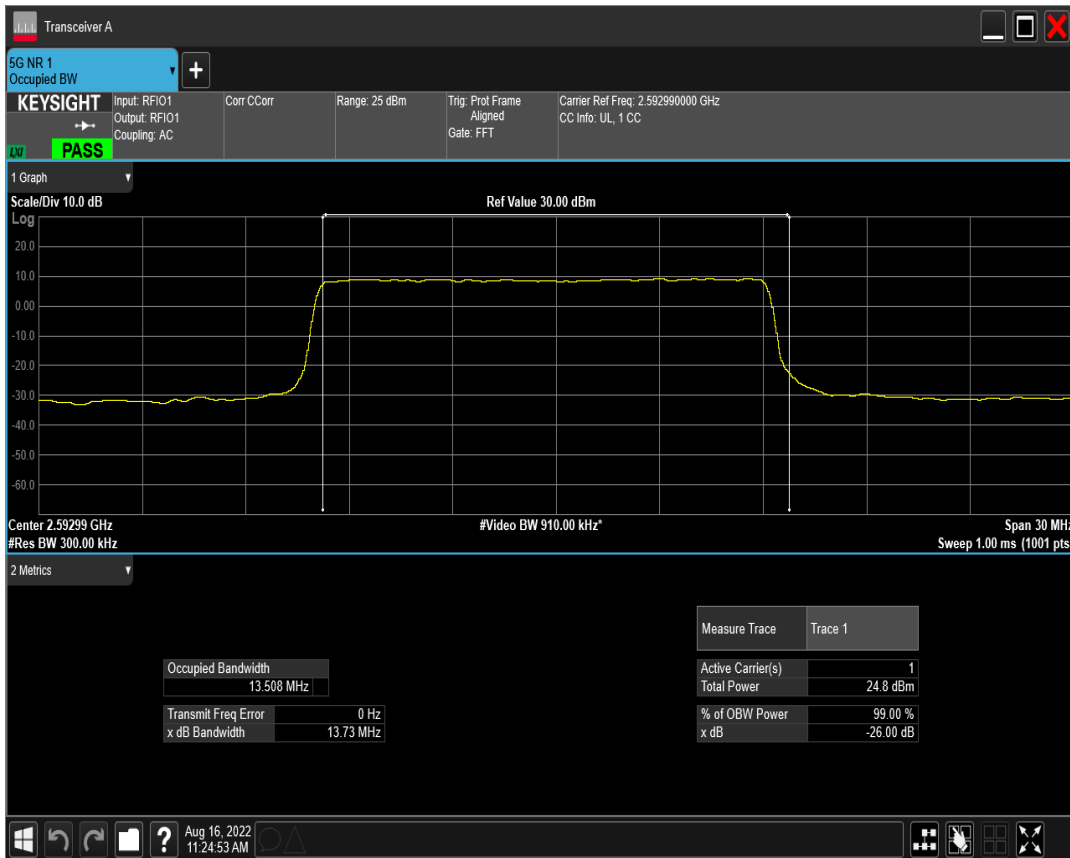 Transceiver A
5G NR 1
Occupied BW
KEYSIGHT
LXI
PASS
Input: RFIO1
Output: RFIO1
Coupling: AC
Corr CCorr
Range: 25 dBm
Trig: Prot Frame
Aligned
Gate: FFT
Carrier Ref Freq: 2.592990000 GHz
CC Info: UL, 1 CC
1 Graph
Scale/Div 10.0 dB
Ref Value 30.00 dBm
Log
20.0
10.0
0.00
-10.0
-20.0
-30.0
-40.0
-50.0
-60.0
Center 2.59299 GHz
#Video BW 910.00 kHz*
Span 30 MHz
#Res BW 300.00 kHz
Sweep 1.00 ms (1001 pts
2 Metrics
Measure Trace Trace 1
Occupied Bandwidth
13.508 MHz
Active Carrier(s) 1
Total Power 24.8 dBm
Transmit Freq Error 0 Hz
x dB Bandwidth 13.73 MHz
% of OBW Power 99.00 %
x dB -26.00 dB
?
Aug 16, 2022
11:24:53 AM